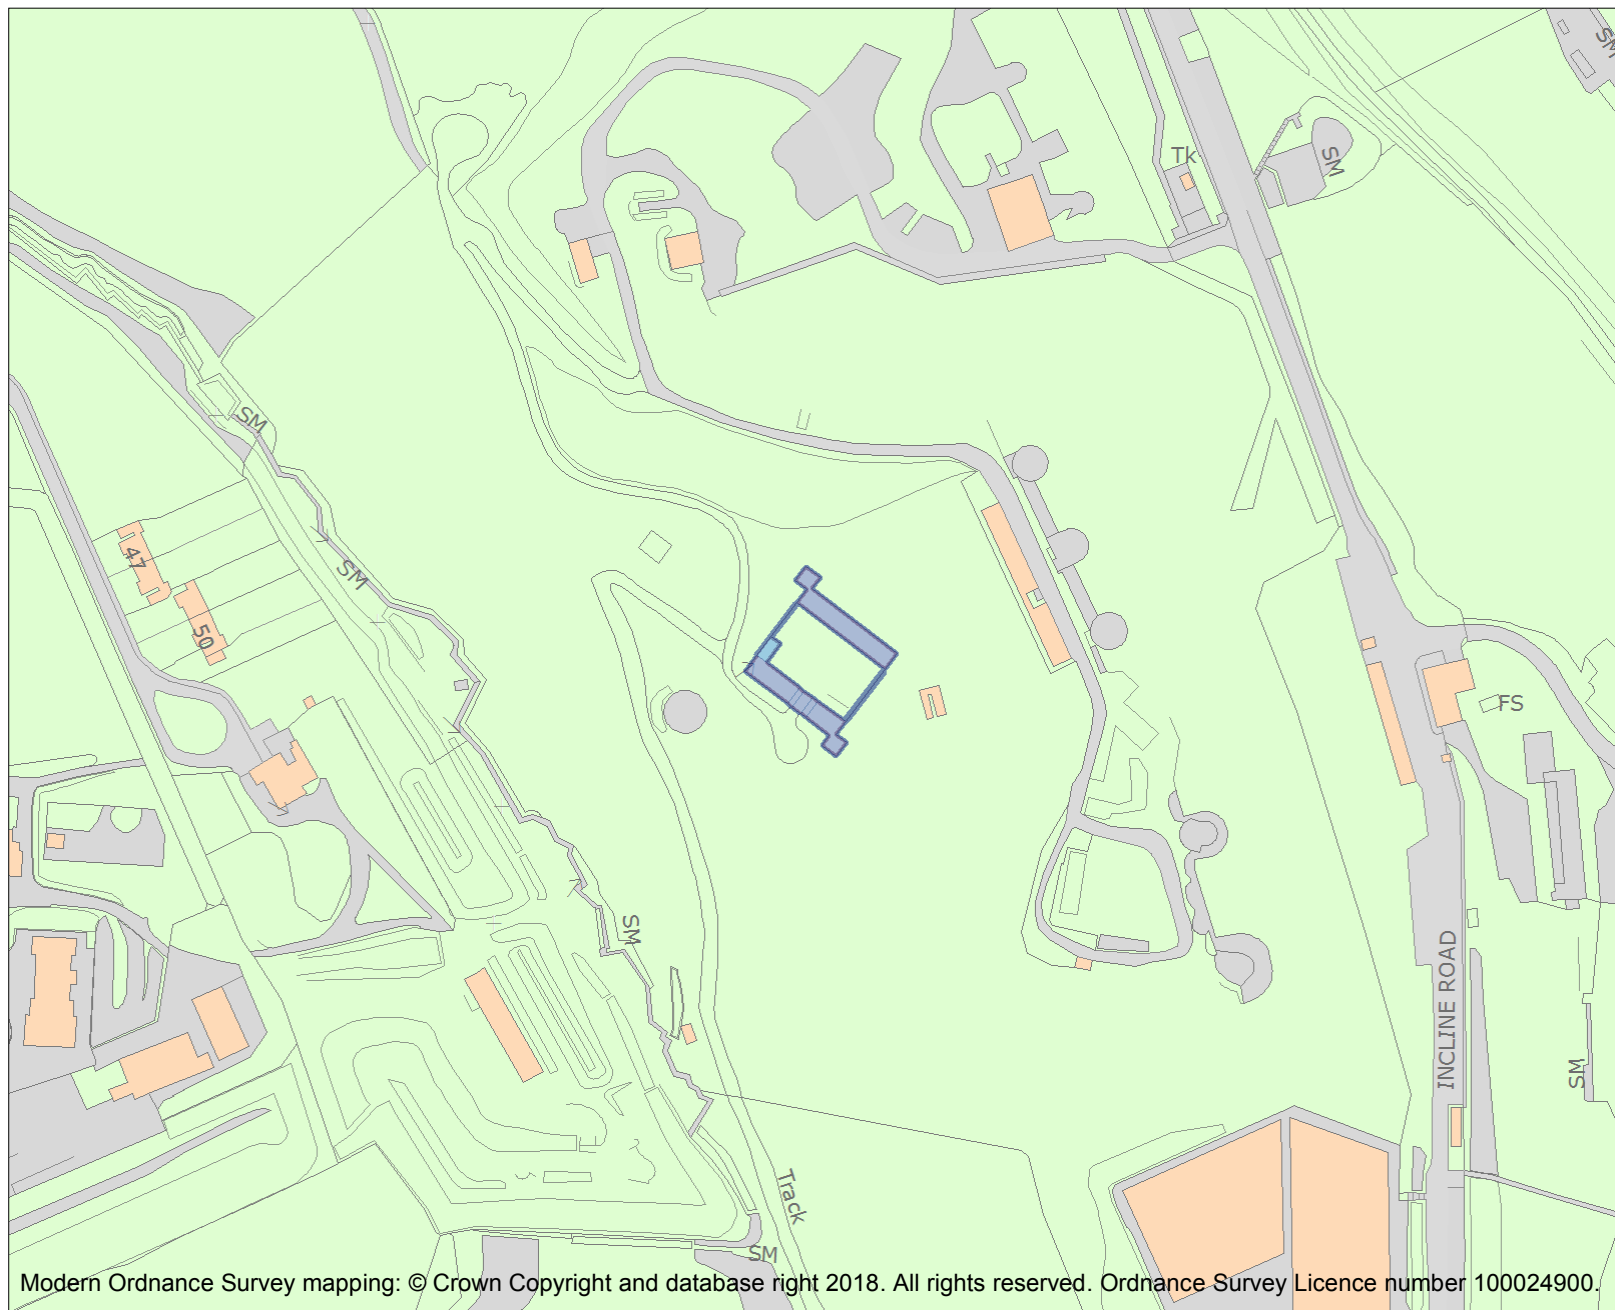 SM
Tk
SM
SM
SM
47
50
FS
SM
INCLINE ROAD
SM
Track
SM
Modern Ordnance Survey mapping: © Crown Copyright and database right 2018. All rights reserved. Ordnance Survey Licence number 100024900.